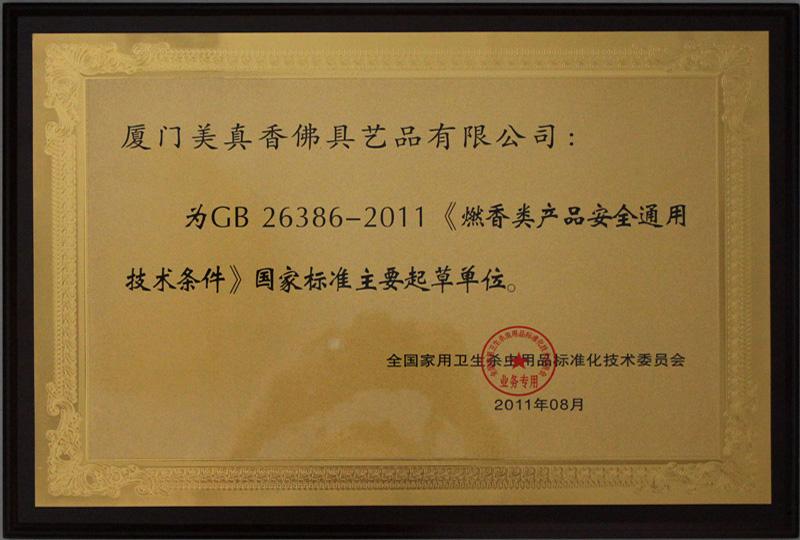 厦门美真香佛具艺品有限公司：
为GB 26386-2011《燃香类产品安全通用
技术条件》国家标准主要起草单位。
全国家用卫生杀虫用品标准化技术委员会
业务专用
2011年08月